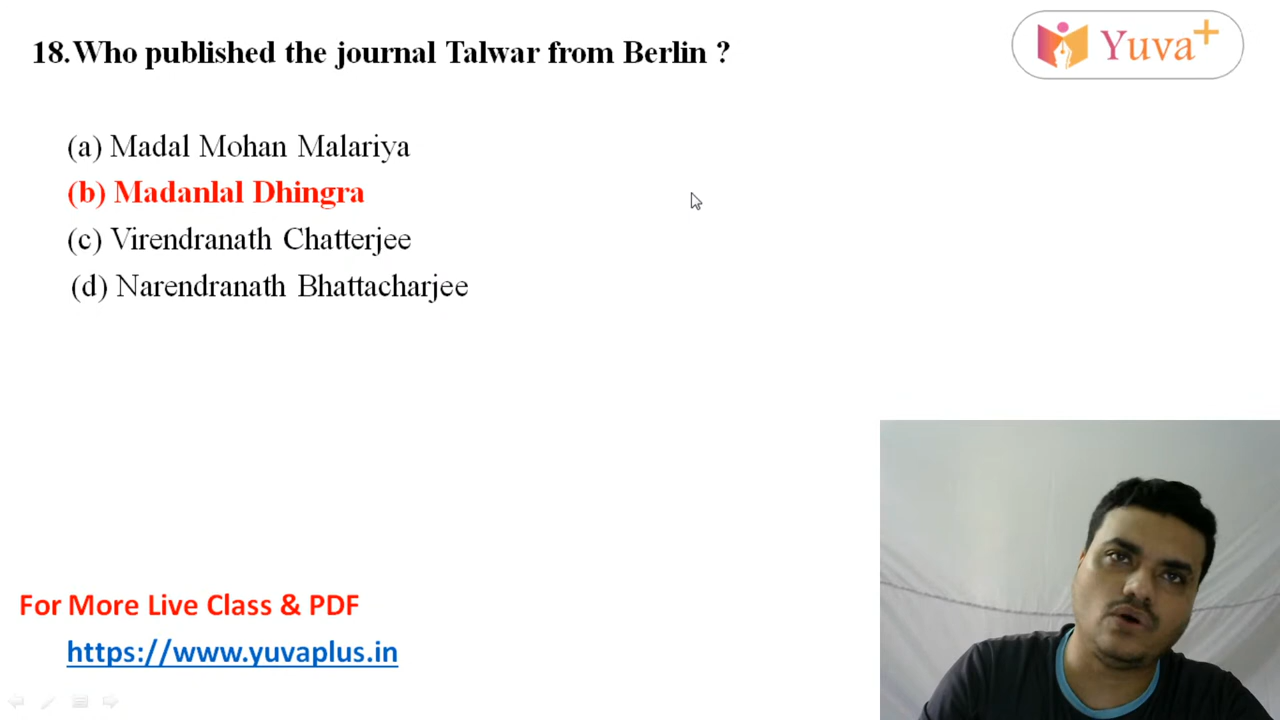 18.Who published the journal Talwar from Berlin ?
Yuva+
(a) Madal Mohan Malariya
(b) Madanlal Dhingra
(c) Virendranath Chatterjee
(d) Narendranath Bhattacharjee
For More Live Class & PDF
https://www.yuvaplus.in